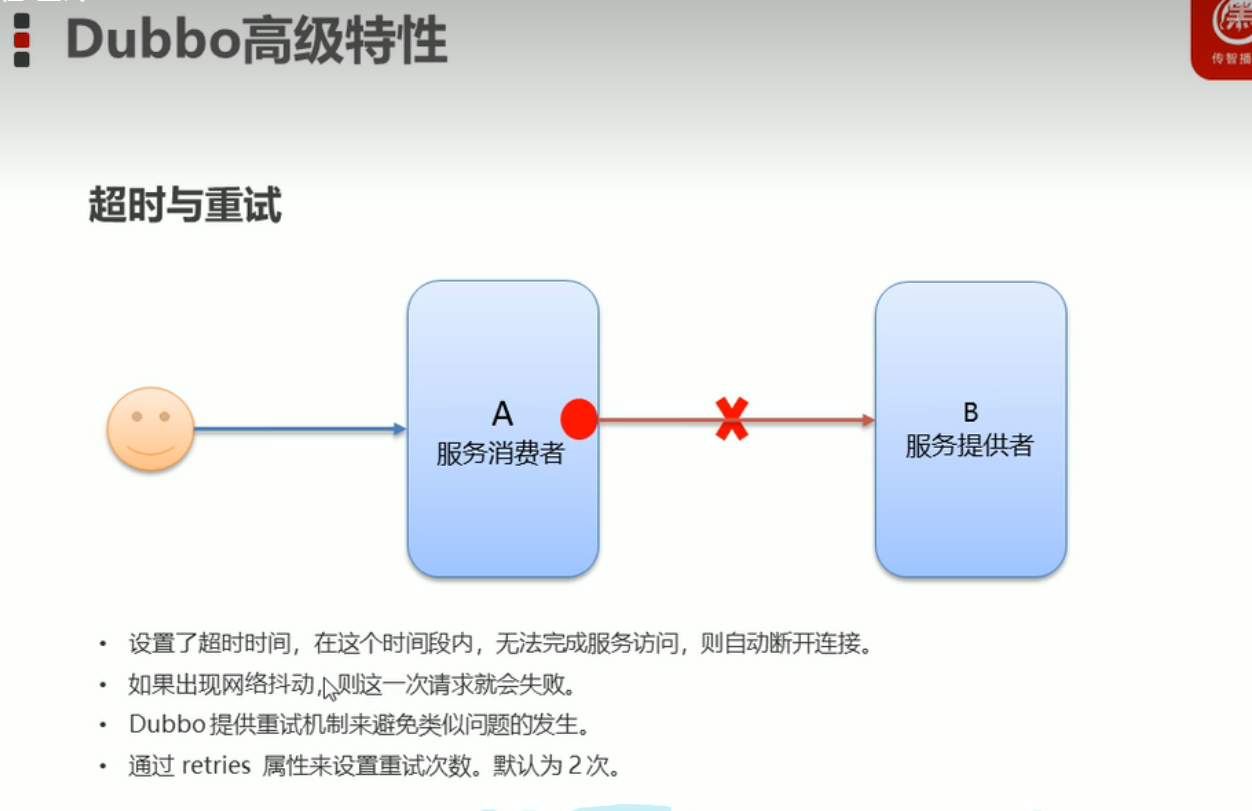 Dubbo高级特性
传智播
超时与重试
A
服务消费者
B
服务提供者
• 设置了超时时间，在这个时间段内，无法完成服务访问，则自动断开连接。
• 如果出现网络抖动，则这一次请求就会失败。
• Dubbo 提供重试机制来避免类似问题的发生。
• 通过 retries 属性来设置重试次数。默认为 2 次。